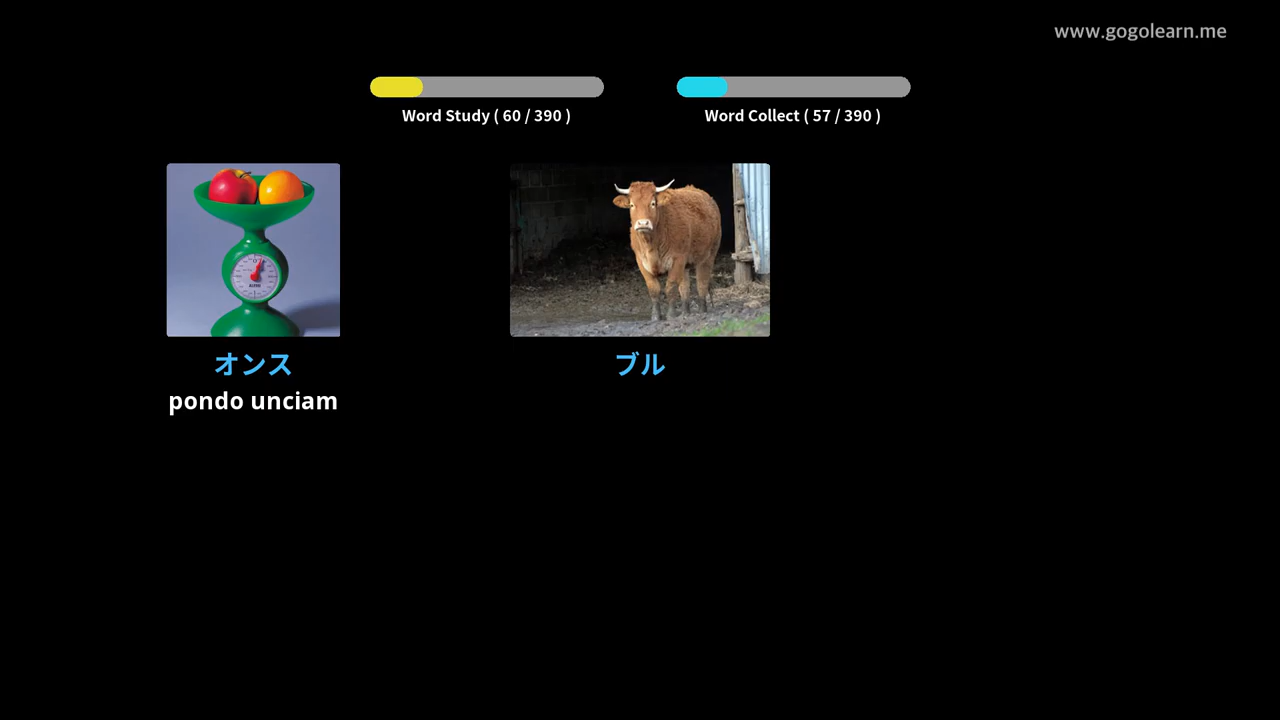 www.gogolearn.me
Word Study ( 60 / 390 )
Word Collect ( 57 / 390 )
オンス
ブル
pondo unciam